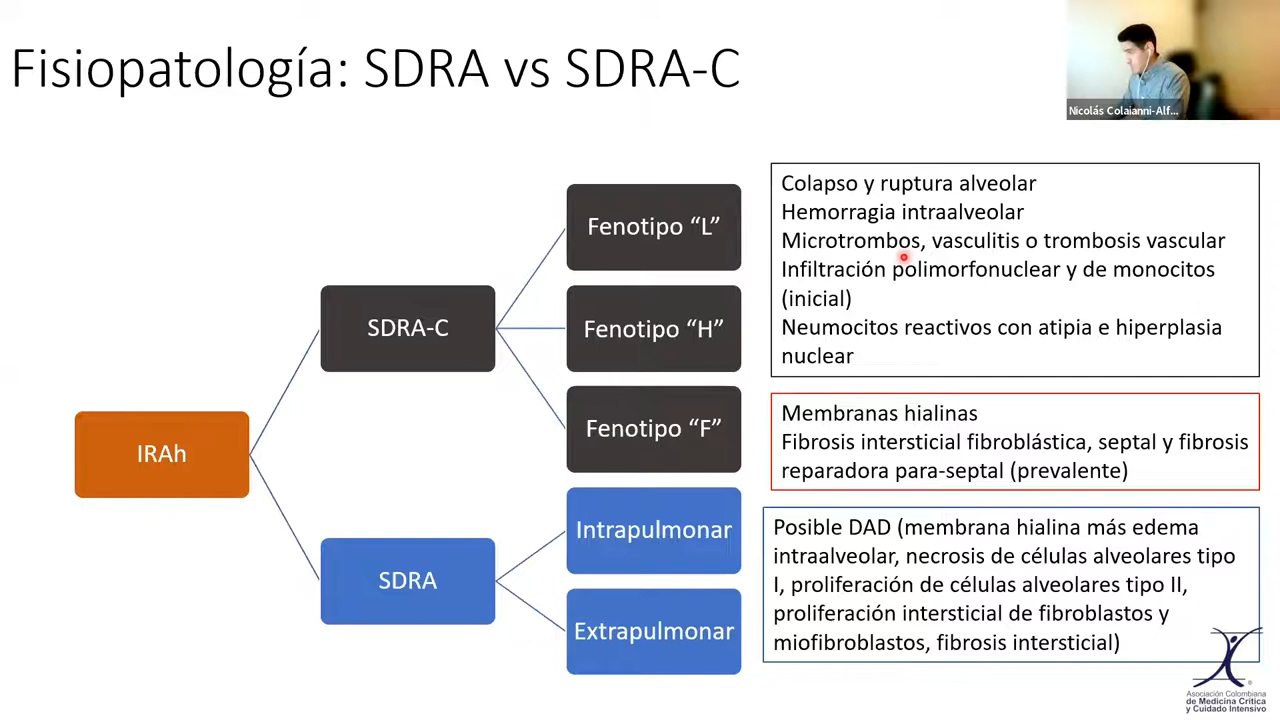 Fisiopatología: SDRA vs SDRA-C
Nicolás Colaianni-Alf...
IRAh
SDRA-C
SDRA
Fenotipo “L”
Fenotipo “H”
Fenotipo “F”
Intrapulmonar
Extrapulmonar
Colapso y ruptura alveolar
Hemorragia intraalveolar
Microtrombos, vasculitis o trombosis vascular
Infiltración polimorfonuclear y de monocitos
(inicial)
Neumocitos reactivos con atipia e hiperplasia
nuclear
Membranas hialinas
Fibrosis intersticial fibroblástica, septal y fibrosis
reparadora para-septal (prevalente)
Posible DAD (membrana hialina más edema
intraalveolar, necrosis de células alveolares tipo
I, proliferación de células alveolares tipo II,
proliferación intersticial de fibroblastos y
miofibroblastos, fibrosis intersticial)
Asociación Colombiana
de Medicina Crítica
y Cuidado Intensivo